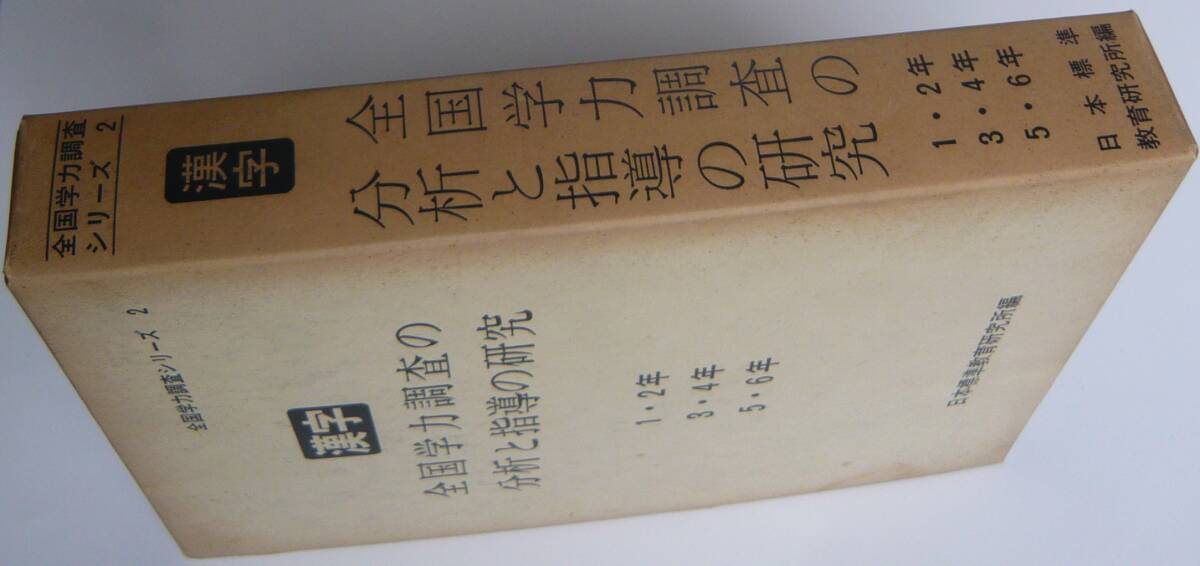 全国学力調査
シリーズ 2
漢字
全国学力調査の
分析と指導の研究
1・2年
3・4年
5・6年
日本標準
教育研究所編
全国学力調査シリーズ 2
漢字
全国学力調査の
分析と指導の研究
1・2年
3・4年
5・6年
日本標準教育研究所編